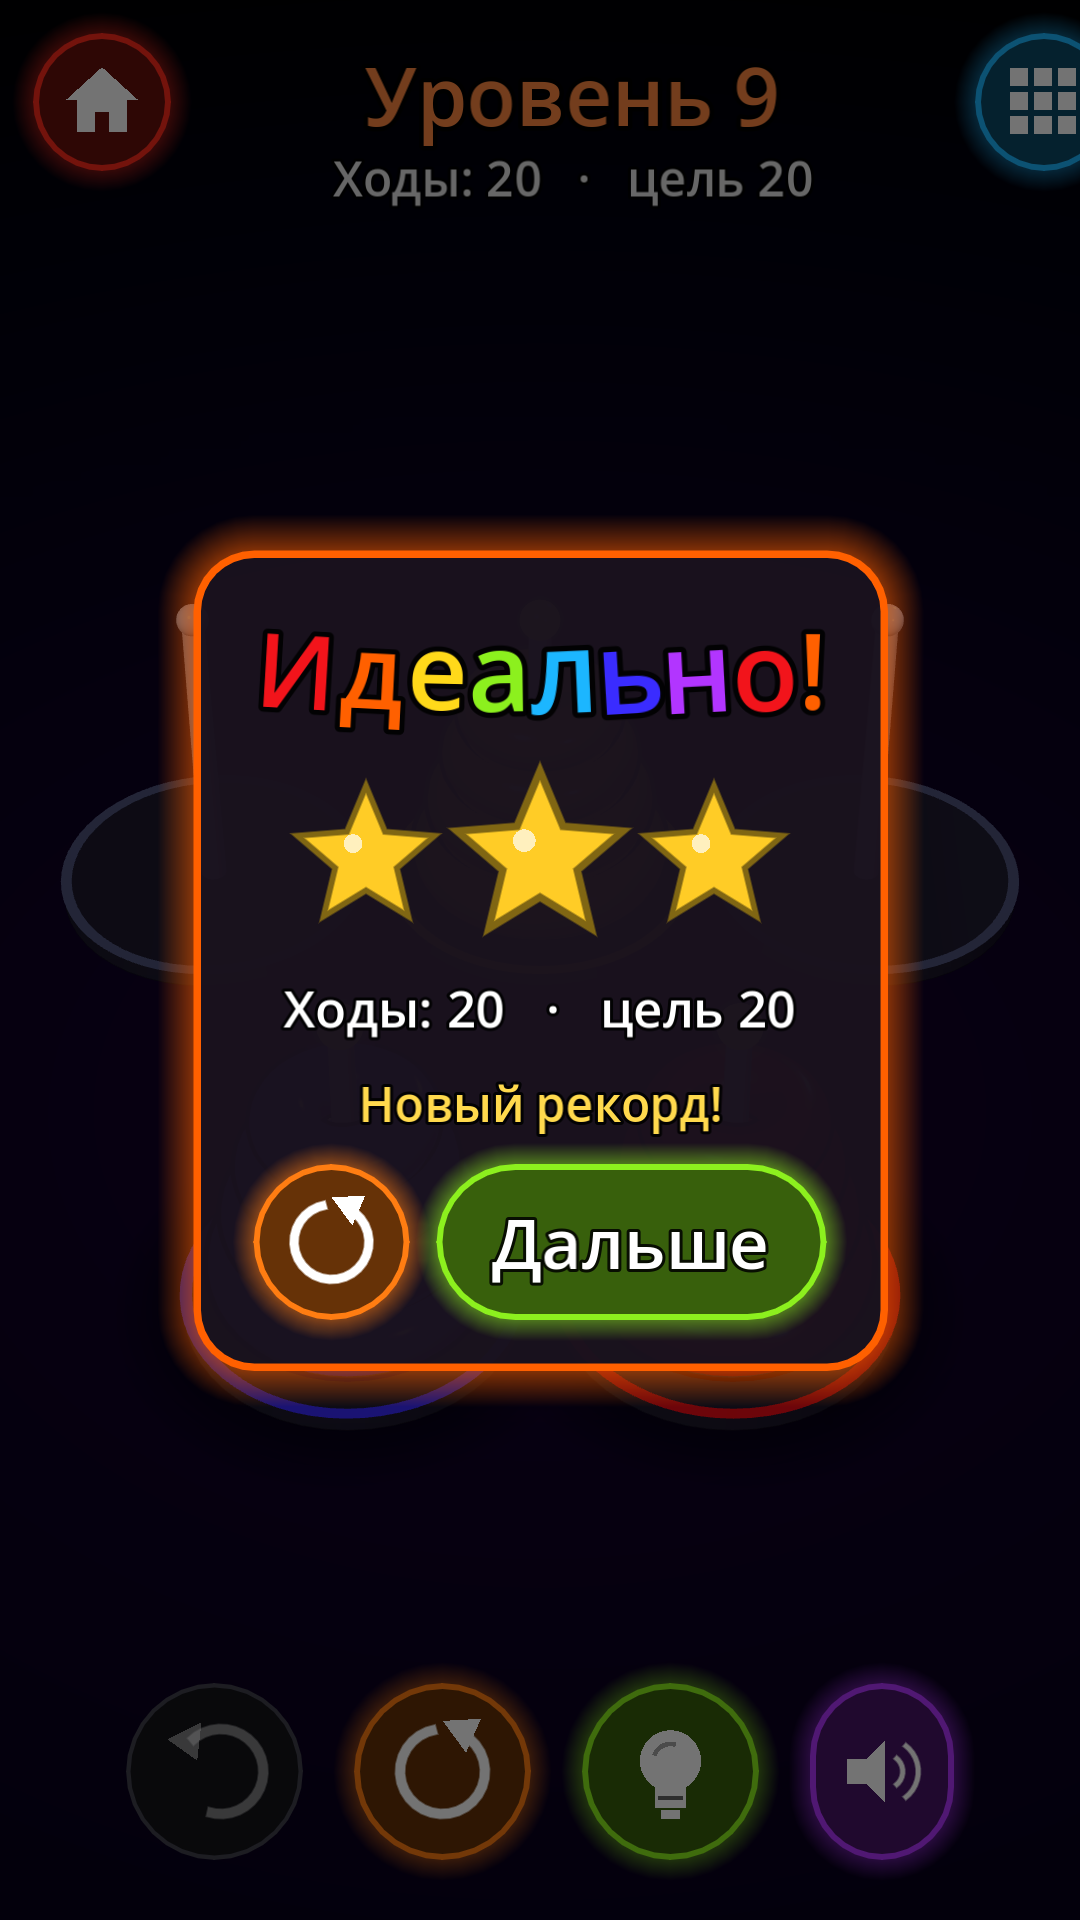 Уровень 9
Ходы: 20 · цель 20
Идеально!
Ходы: 20 · цель 20
Новый рекорд!
Дальше